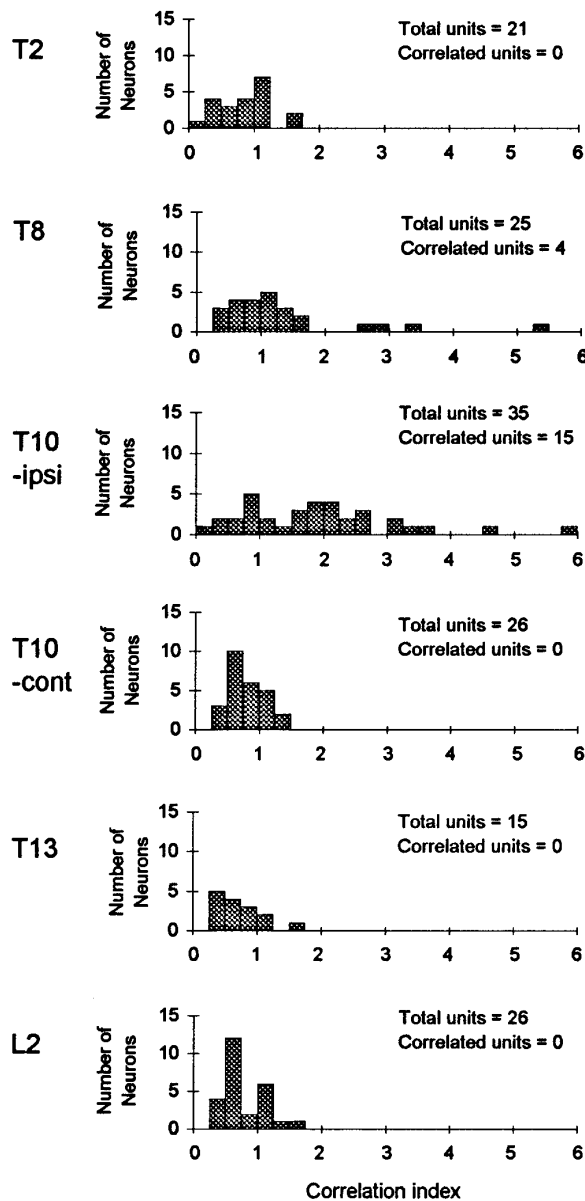 T2
Number of
Neurons
15
10
5
0
Total units = 21
Correlated units = 0
0 1 2 3 4 5 6
T8
Number of
Neurons
15
10
5
0
Total units = 25
Correlated units = 4
0 1 2 3 4 5 6
T10
-ipsi
Number of
Neurons
15
10
5
0
Total units = 35
Correlated units = 15
0 1 2 3 4 5 6
T10
-cont
Number of
Neurons
15
10
5
0
Total units = 26
Correlated units = 0
0 1 2 3 4 5 6
T13
Number of
Neurons
15
10
5
0
Total units = 15
Correlated units = 0
0 1 2 3 4 5 6
L2
Number of
Neurons
15
10
5
0
Total units = 26
Correlated units = 0
0 1 2 3 4 5 6
Correlation index